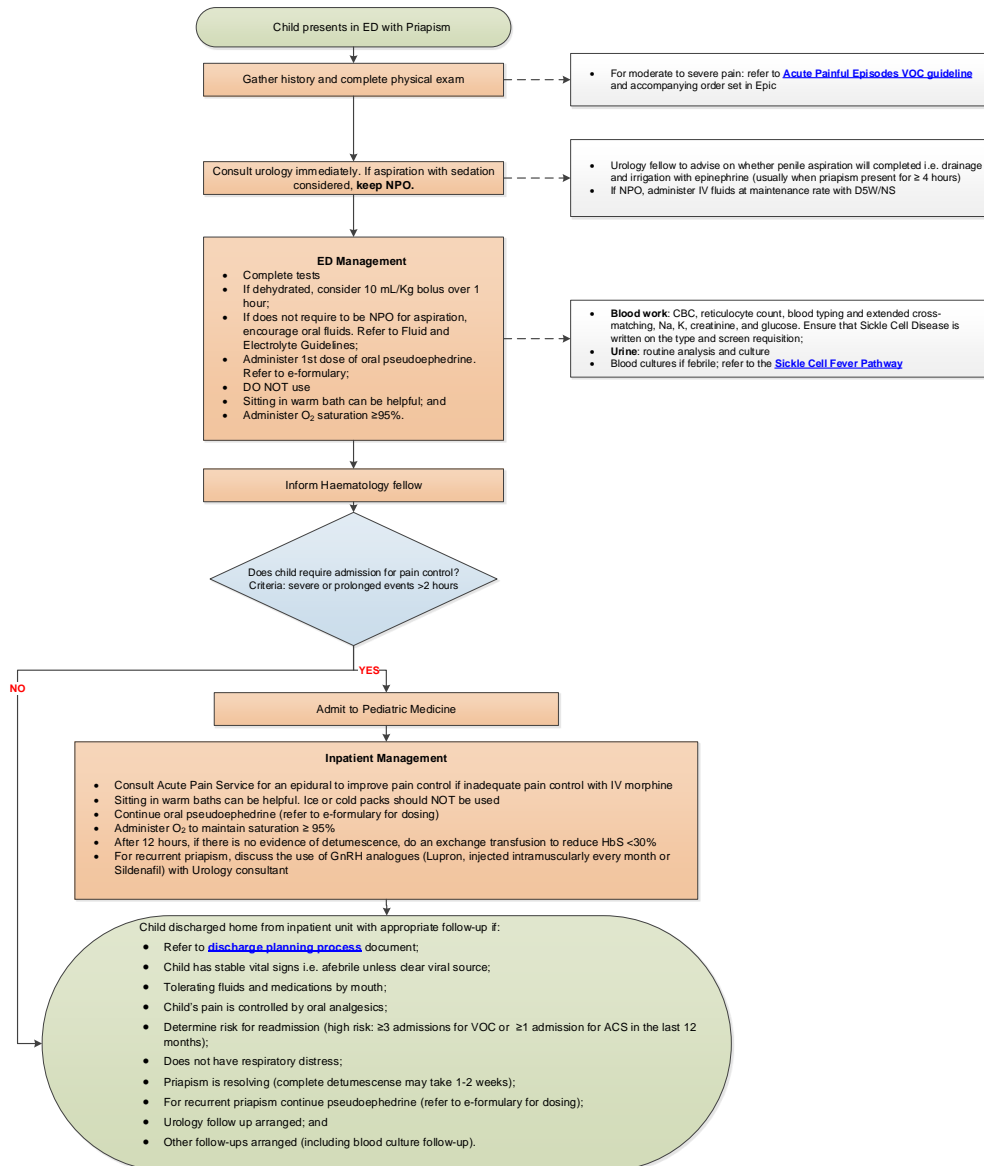 Child presents in ED with Priapism
Gather history and complete physical exam
• For moderate to severe pain: refer to Acute Painful Episodes VOC guideline
and accompanying order set in Epic
Consult urology immediately. If aspiration with sedation
considered, keep NPO.
• Urology fellow to advise on whether penile aspiration will completed i.e. drainage
and irrigation with epinephrine (usually when priapism present for ≥ 4 hours)
• If NPO, administer IV fluids at maintenance rate with D5W/NS
ED Management
• Complete tests
• If dehydrated, consider 10 mL/Kg bolus over 1
hour;
• If does not require to be NPO for aspiration,
encourage oral fluids. Refer to Fluid and
Electrolyte Guidelines;
• Administer 1st dose of oral pseudoephedrine.
Refer to e-formulary;
• DO NOT use
• Sitting in warm bath can be helpful; and
• Administer O2 saturation ≥95%.
• Blood work: CBC, reticulocyte count, blood typing and extended cross-
matching, Na, K, creatinine, and glucose. Ensure that Sickle Cell Disease is
written on the type and screen requisition;
• Urine: routine analysis and culture
• Blood cultures if febrile; refer to the Sickle Cell Fever Pathway
Inform Haematology fellow
Does child require admission for pain control?
Criteria: severe or prolonged events >2 hours
YES
NO
Admit to Pediatric Medicine
Inpatient Management
• Consult Acute Pain Service for an epidural to improve pain control if inadequate pain control with IV morphine
• Sitting in warm baths can be helpful. Ice or cold packs should NOT be used
• Continue oral pseudoephedrine (refer to e-formulary for dosing)
• Administer O2 to maintain saturation ≥ 95%
• After 12 hours, if there is no evidence of detumescence, do an exchange transfusion to reduce HbS <30%
• For recurrent priapism, discuss the use of GnRH analogues (Lupron, injected intramuscularly every month or
Sildenafil) with Urology consultant
Child discharged home from inpatient unit with appropriate follow-up if:
• Refer to discharge planning process document;
• Child has stable vital signs i.e. afebrile unless clear viral source;
• Tolerating fluids and medications by mouth;
• Child's pain is controlled by oral analgesics;
• Determine risk for readmission (high risk: ≥3 admissions for VOC or ≥1 admission for ACS in the last 12
months);
• Does not have respiratory distress;
• Priapism is resolving (complete detumescense may take 1-2 weeks);
• For recurrent priapism continue pseudoephedrine (refer to e-formulary for dosing);
• Urology follow up arranged; and
• Other follow-ups arranged (including blood culture follow-up).